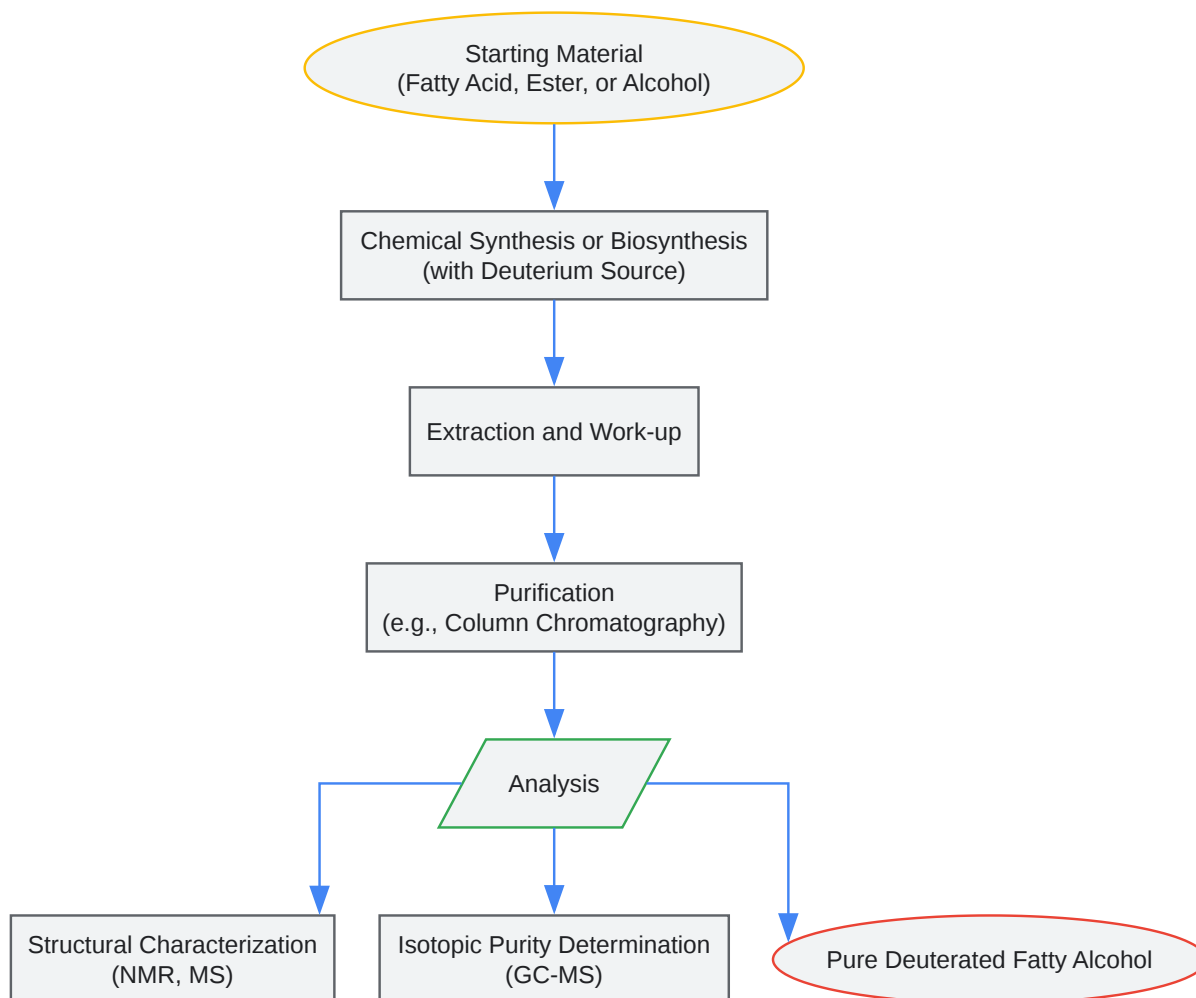 Starting Material
(Fatty Acid, Ester, or Alcohol)
Chemical Synthesis or Biosynthesis
(with Deuterium Source)
Extraction and Work-up
Purification
(e.g., Column Chromatography)
Analysis
Structural Characterization
(NMR, MS)
Isotopic Purity Determination
(GC-MS)
Pure Deuterated Fatty Alcohol